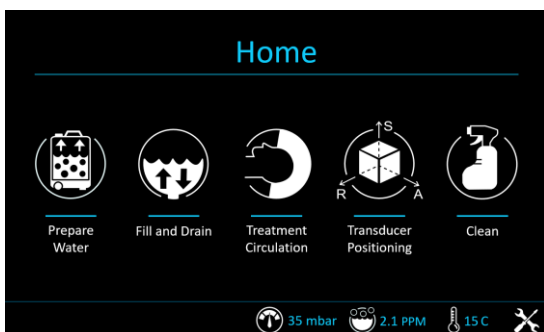 Home
S
R
A
Prepare
Water
Fill and Drain
Treatment
Circulation
Transducer
Positioning
Clean
35 mbar
2.1 PPM
15 C